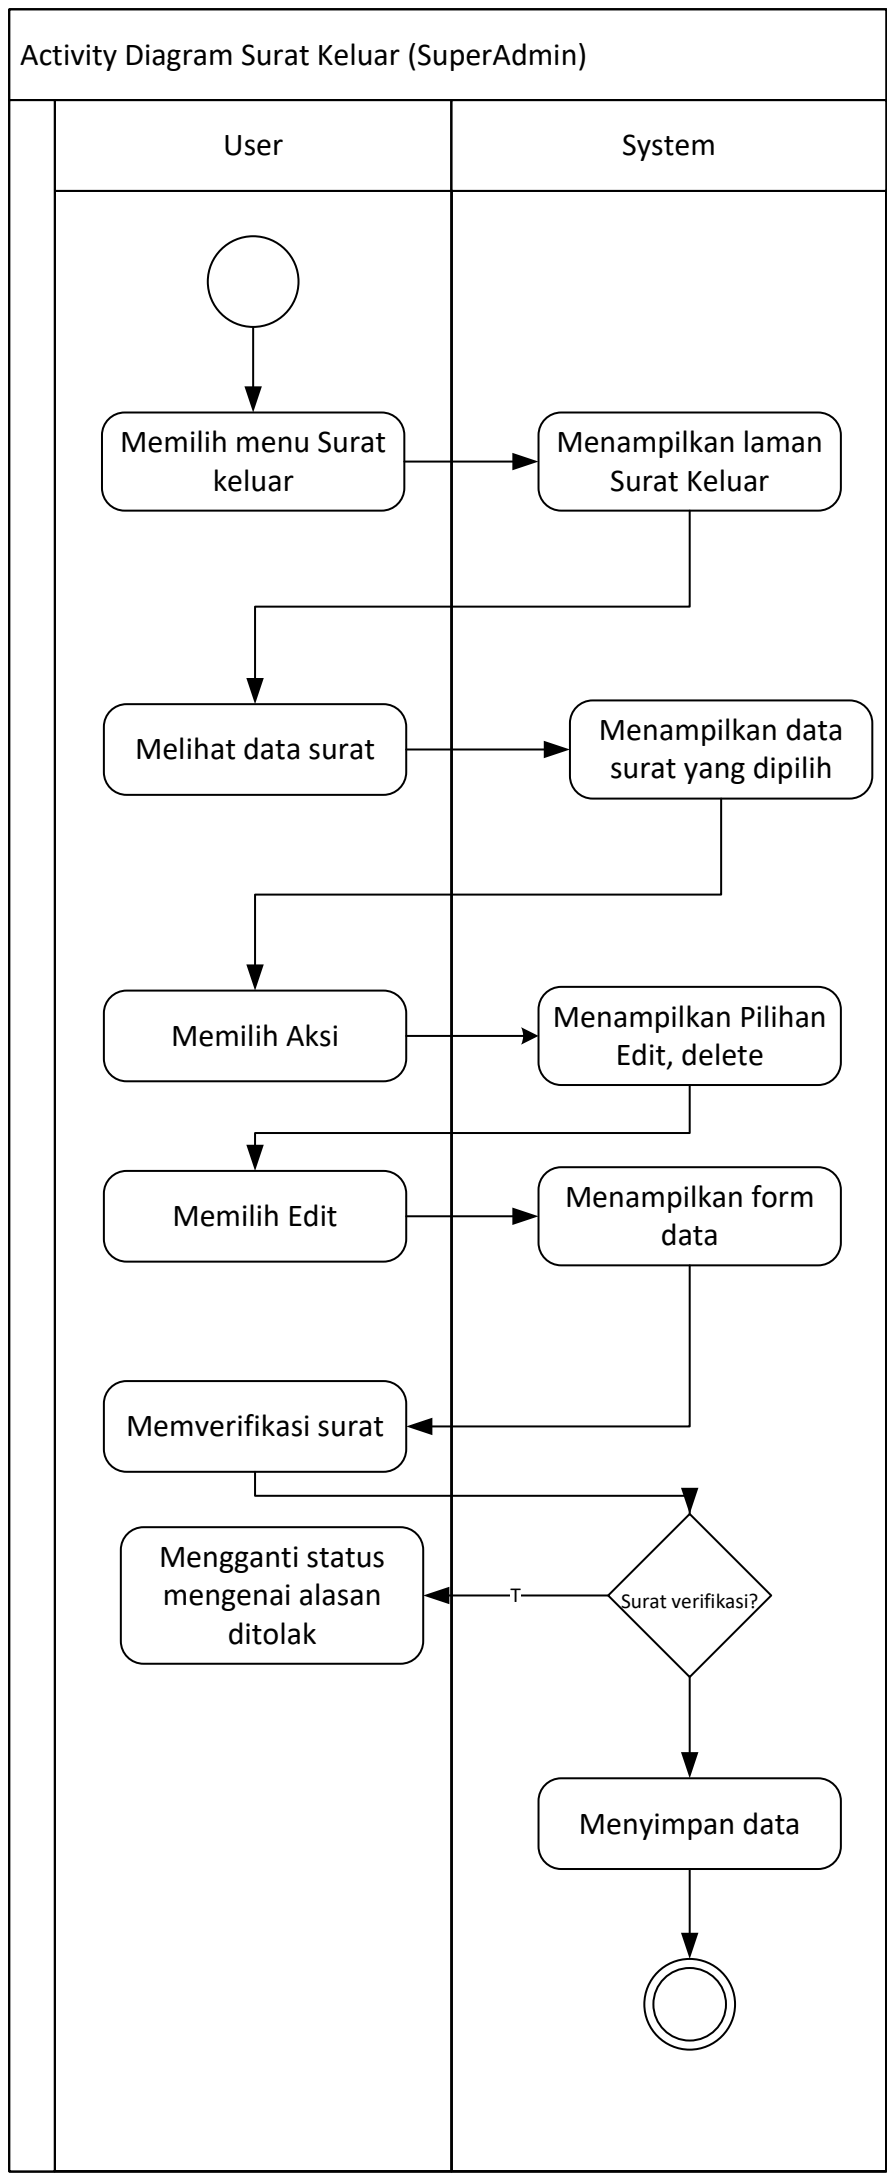 Activity Diagram Surat Keluar (SuperAdmin)
User
System
Memilih menu Surat
keluar
Menampilkan laman
Surat Keluar
Melihat data surat
Menampilkan data
surat yang dipilih
Memilih Aksi
Menampilkan Pilihan
Edit, delete
Memilih Edit
Menampilkan form
data
Memverifikasi surat
Surat verifikasi?
T
Mengganti status
mengenai alasan
ditolak
Menyimpan data